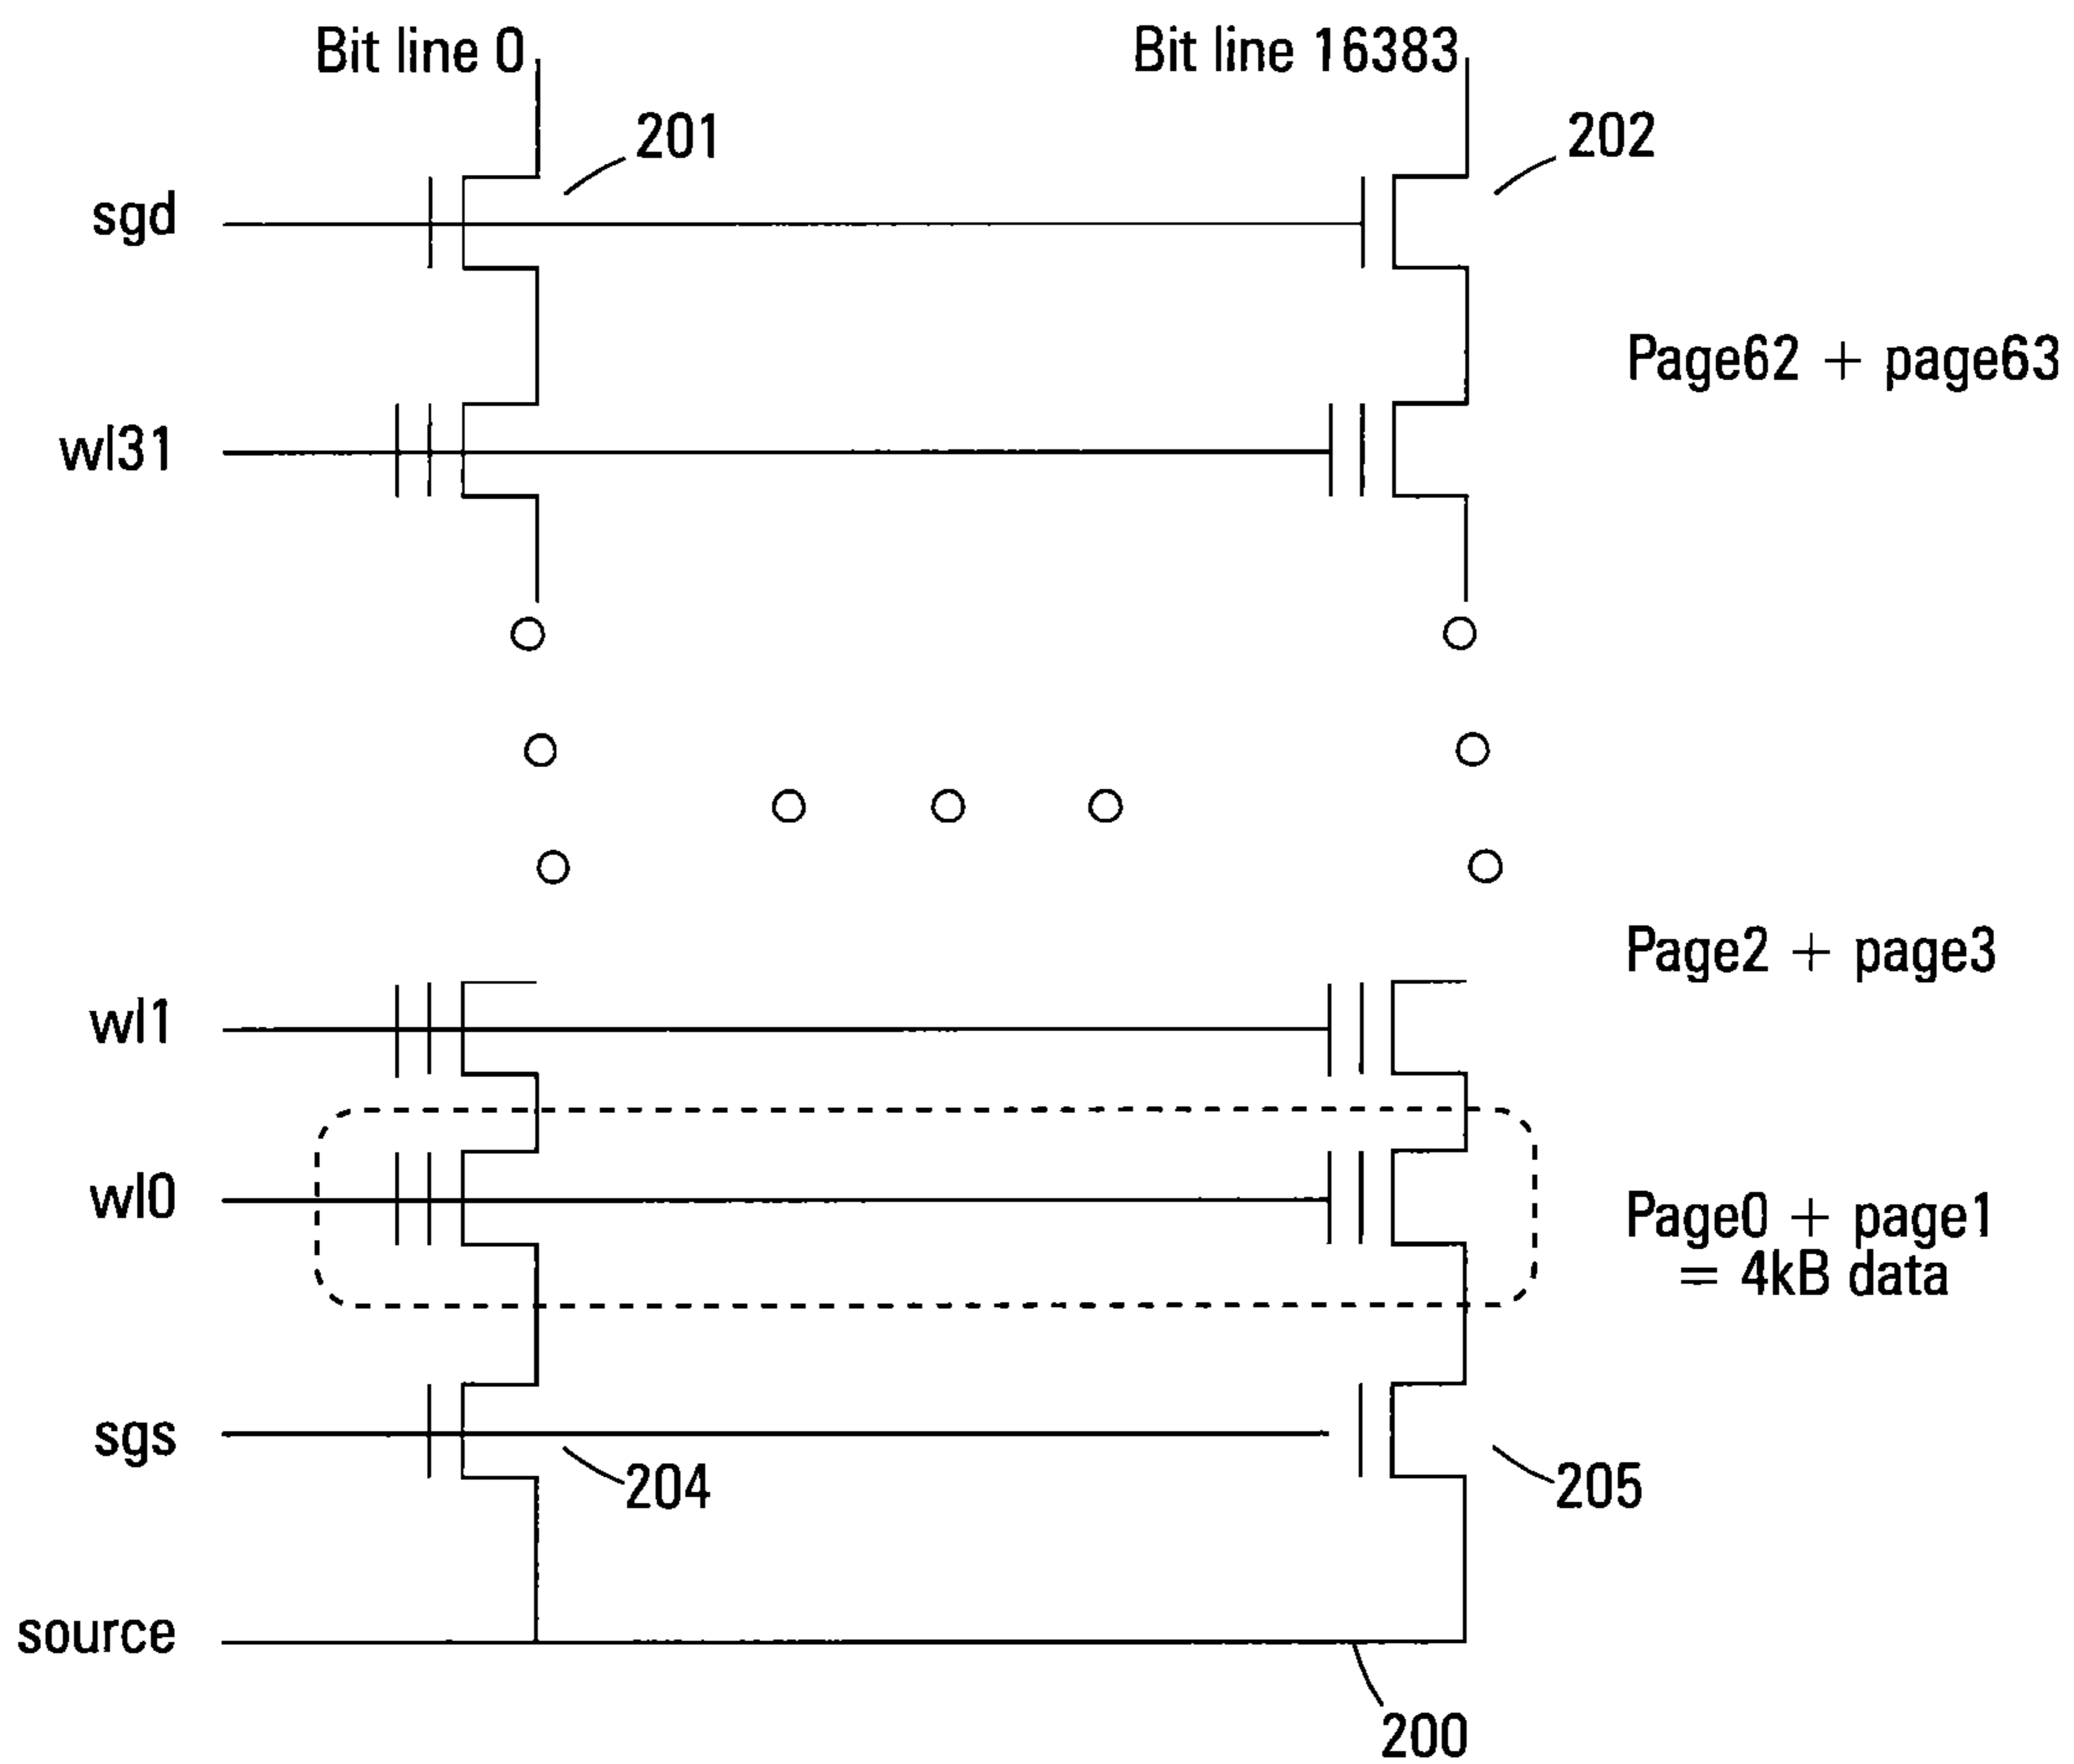 Bit line 0
Bit line 16383
201
202
sgd
Page62 + page63
wl31
Page2 + page3
wl1
wl0
Page0 + page1
= 4kB data
sgs
204
205
source
200